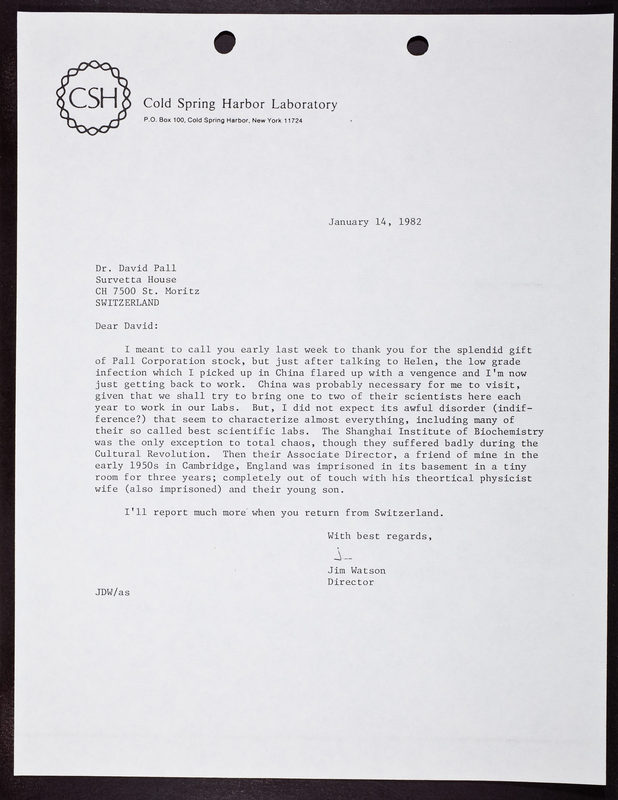 CSH
Cold Spring Harbor Laboratory
P.O. Box 100, Cold Spring Harbor, New York 11724
January 14, 1982
Dr. David Pall
Survetta House
CH 7500 St. Moritz
SWITZERLAND
Dear David:
I meant to call you early last week to thank you for the splendid gift
of Pall Corporation stock, but just after talking to Helen, the low grade
infection which I picked up in China flared up with a vengence and I'm now
just getting back to work. China was probably necessary for me to visit,
given that we shall try to bring one to two of their scientists here each
year to work in our Labs. But, I did not expect its awful disorder (indif-
ference?) that seem to characterize almost everything, including many of
their so called best scientific labs. The Shanghai Institute of Biochemistry
was the only exception to total chaos, though they suffered badly during the
Cultural Revolution. Then their Associate Director, a friend of mine in the
early 1950s in Cambridge, England was imprisoned in its basement in a tiny
room for three years; completely out of touch with his theortical physicist
wife (also imprisoned) and their young son.
I'll report much more when you return from Switzerland.
With best regards,
J
Jim Watson
Director
JDW/as